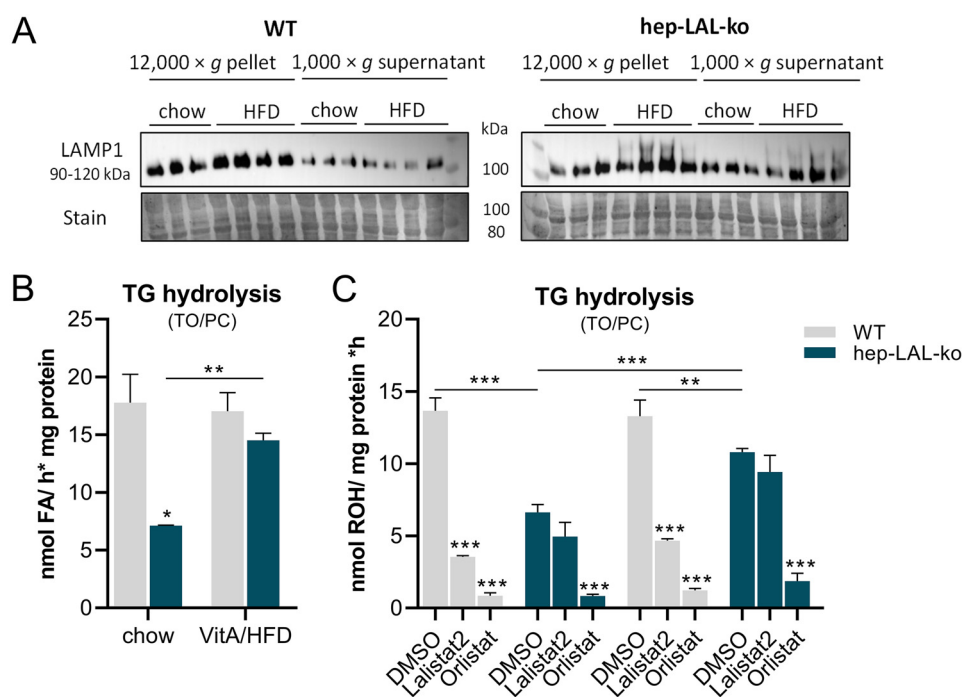 A
WT
hep-LAL-ko
12,000 × g pellet
1,000 × g supernatant
12,000 × g pellet
1,000 × g supernatant
chow
HFD
chow
HFD
kDa
chow
HFD
chow
HFD
LAMP1
90-120 kDa
100
Stain
100
80
B
TG hydrolysis
(TO/PC)
nmol FA/ h* mg protein
25
20
15
10
5
0
**
*
chow
VitA/HFD
C
TG hydrolysis
(TO/PC)
nmol ROH/ mg protein *h
20
15
10
5
0
***
***
**
***
***
***
***
***
***
DMSO
Lalistat2
Orlistat
DMSO
Lalistat2
Orlistat
DMSO
Lalistat2
Orlistat
DMSO
Lalistat2
Orlistat
WT
hep-LAL-ko